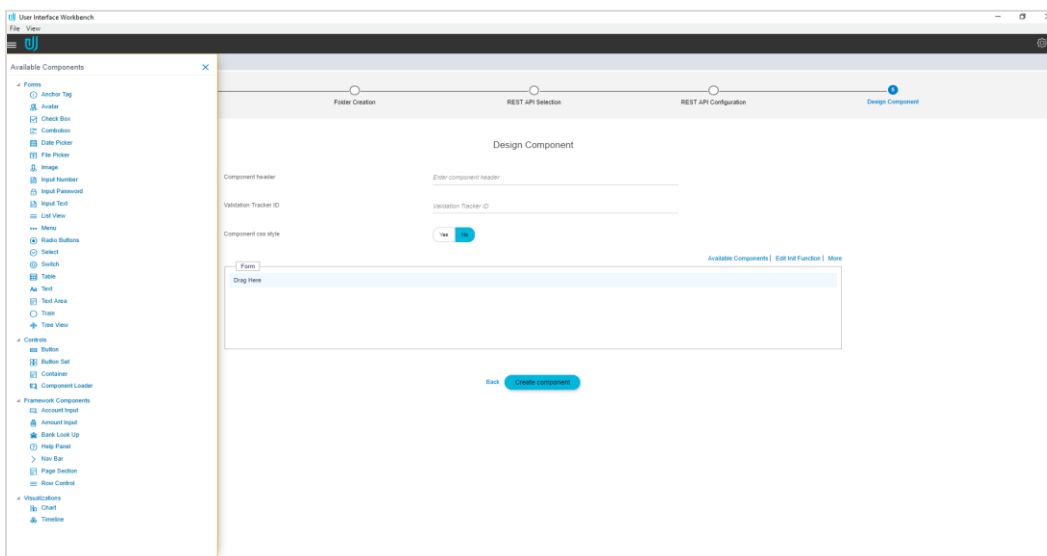 User Interface Workbench
File View
Available Components
Forms
Anchor Tag
Avatar
Check Box
Combobox
Date Picker
File Picker
Image
Input Number
Input Password
Input Text
List View
Menu
Radio Buttons
Select
Switch
Table
Aa Text
Text Area
Train
Tree View
Controls
Button
Button Set
Container
Component Loader
Framework Components
Account Input
Amount Input
Bank Look Up
Help Panel
Nav Bar
Page Section
Row Control
Visualizations
Chart
Timeline
Folder Creation
REST API Selection
REST API Configuration
5
Design Component
Design Component
Component header
Enter component header
Validation Tracker ID
Validation Tracker ID
Component css style
Yes No
Available Components | Edit Init Function | More
Form
Drag Here
Back Create component